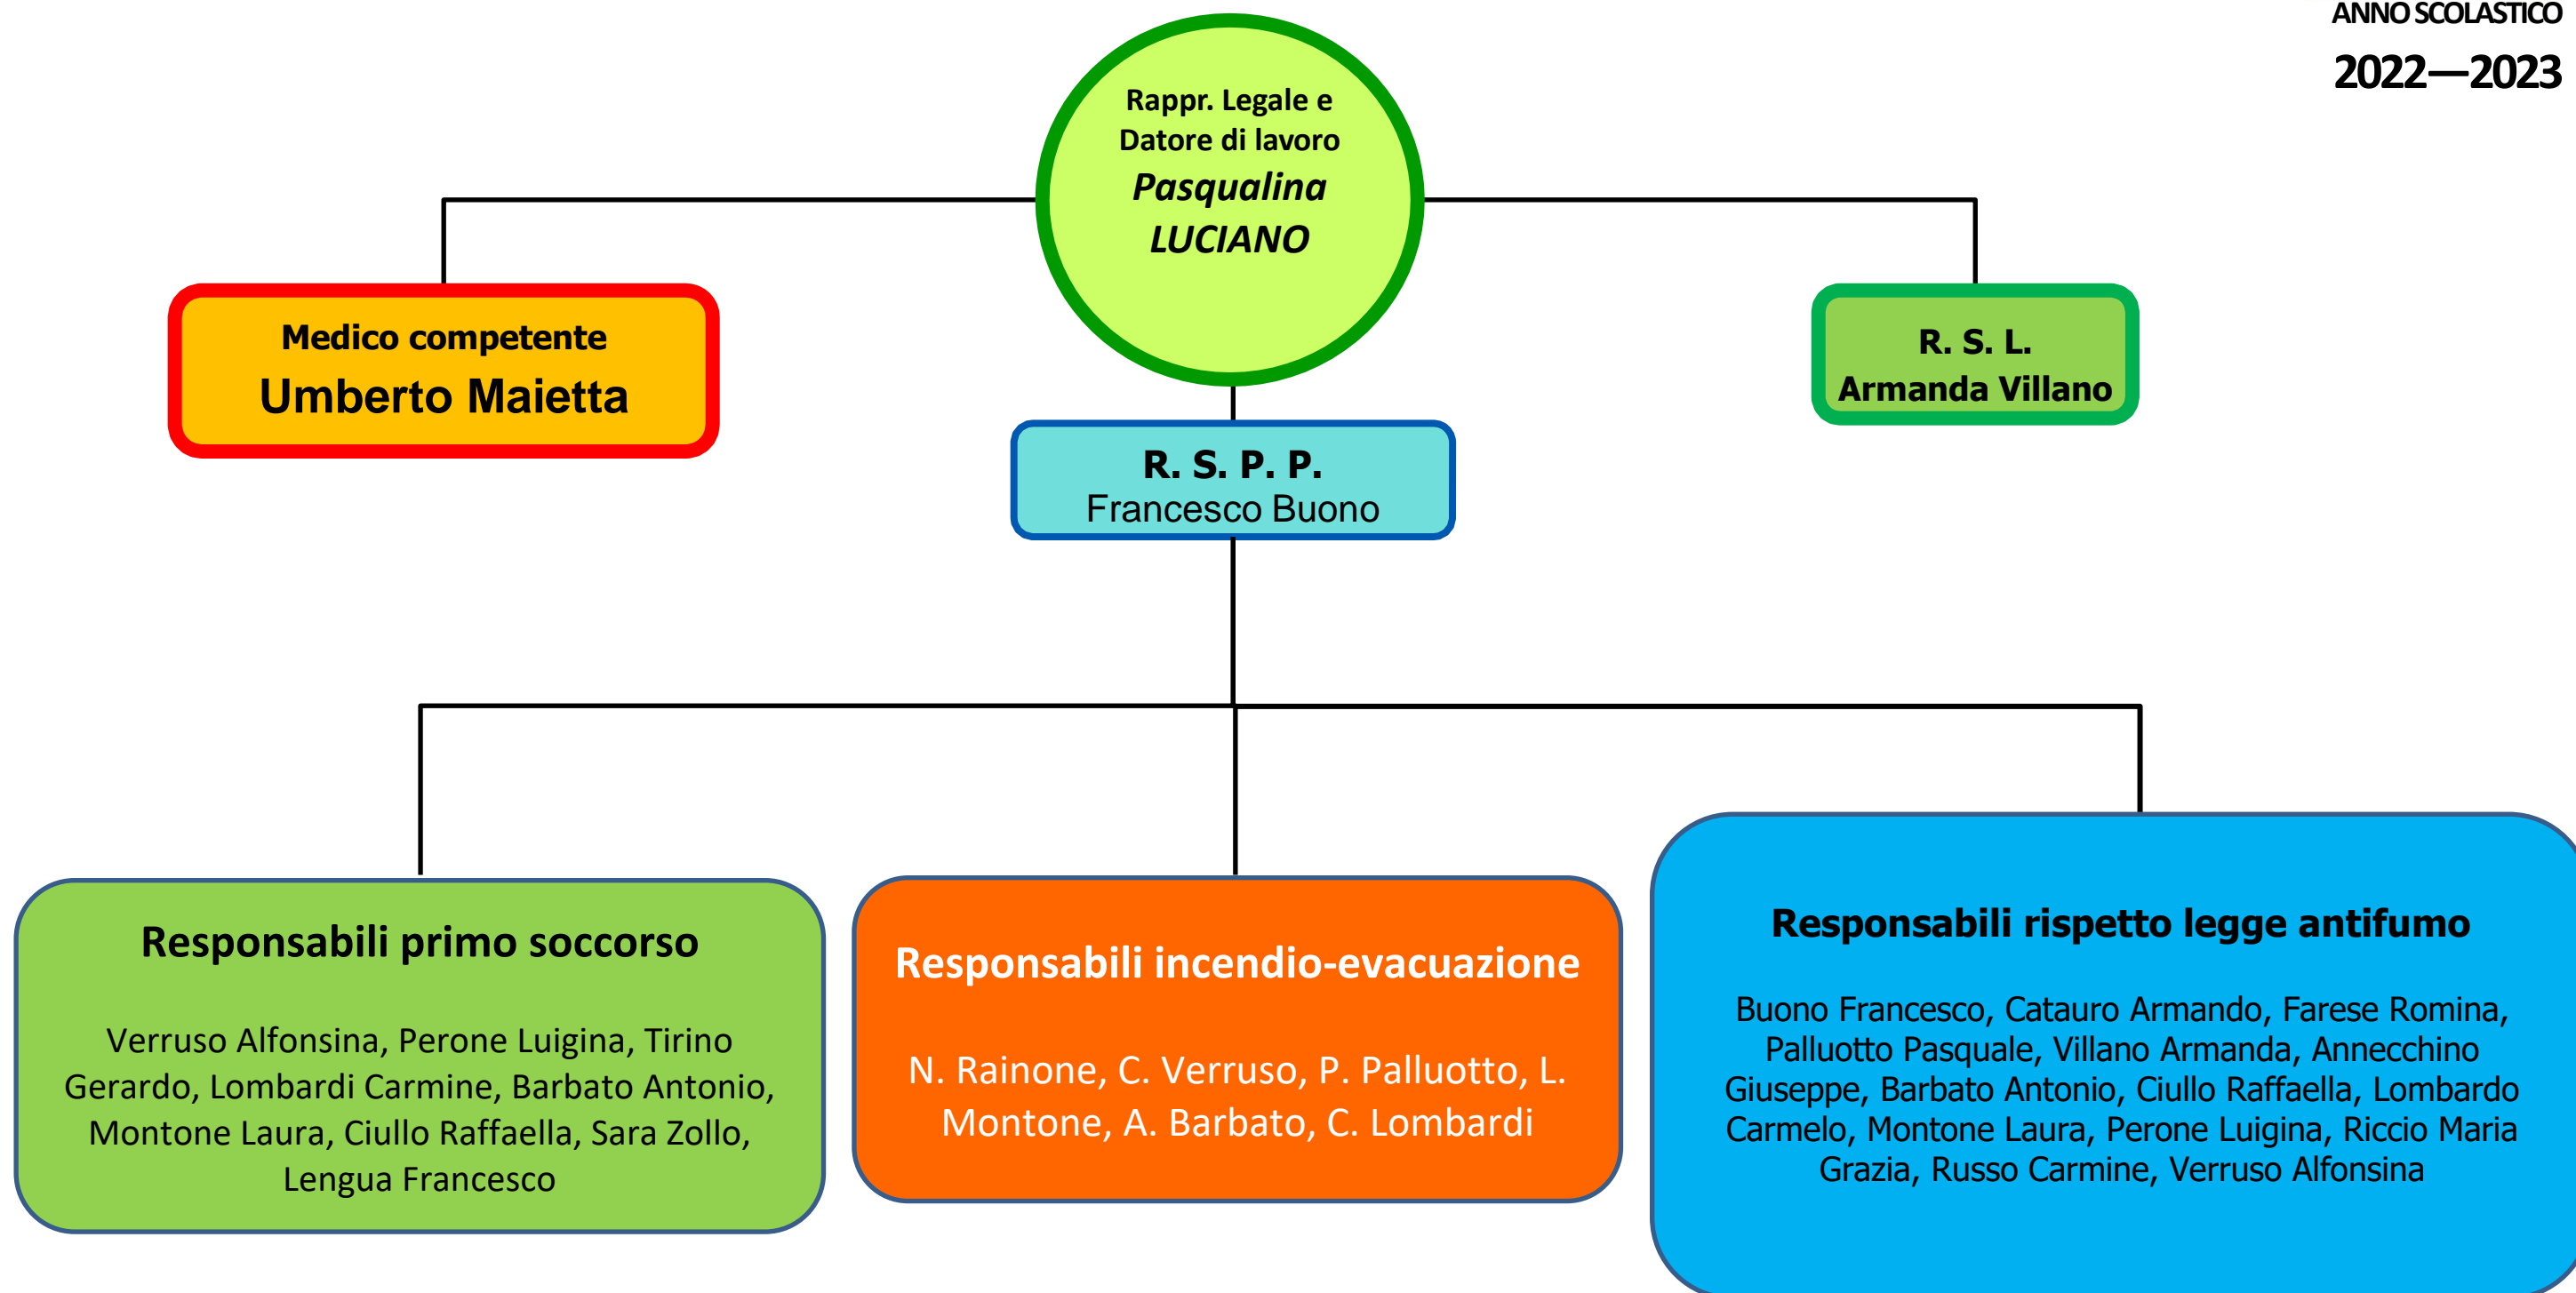 ANNO SCOLASTICO
2022—2023
Rappr. Legale e
Datore di lavoro
Pasqualina
LUCIANO
Medico competente
Umberto Maietta
R. S. L.
Armanda Villano
R. S. P. P.
Francesco Buono
Responsabili primo soccorso
Verruso Alfonsina, Perone Luigina, Tirino
Gerardo, Lombardi Carmine, Barbato Antonio,
Montone Laura, Ciullo Raffaella, Sara Zollo,
Lengua Francesco
Responsabili incendio-evacuazione
N. Rainone, C. Verruso, P. Palluotto, L.
Montone, A. Barbato, C. Lombardi
Responsabili rispetto legge antifumo
Buono Francesco, Catauro Armando, Farese Romina,
Palluotto Pasquale, Villano Armanda, Annecchino
Giuseppe, Barbato Antonio, Ciullo Raffaella, Lombardo
Carmelo, Montone Laura, Perone Luigina, Riccio Maria
Grazia, Russo Carmine, Verruso Alfonsina